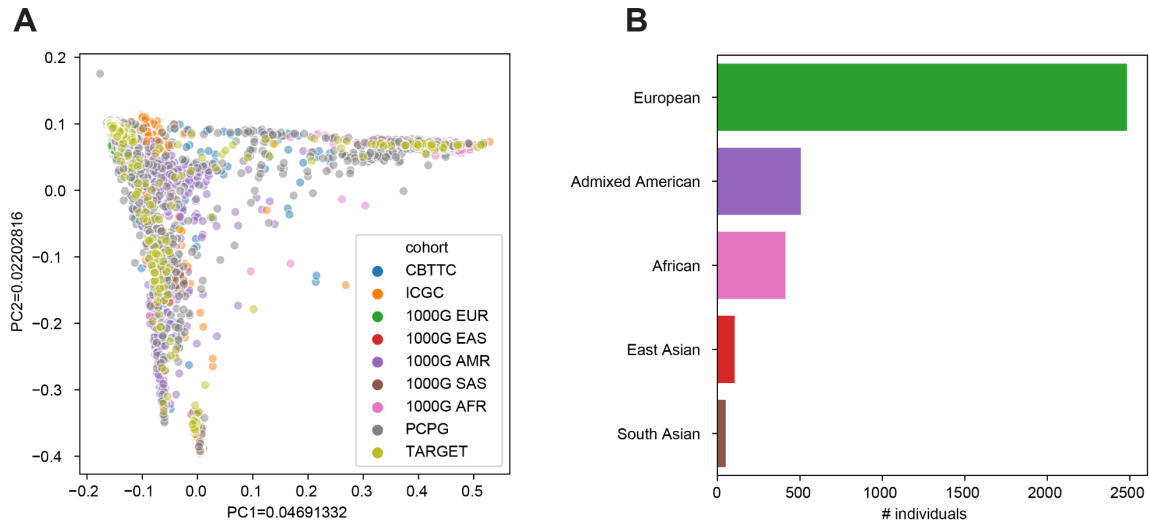 A
0.2
0.1
0.0
−0.1
−0.2
−0.3
−0.4
PC2=0.02202816
−0.2
−0.1
0.0
0.1
0.2
0.3
0.4
0.5
PC1=0.04691332
cohort
CBTTC
ICGC
1000G EUR
1000G EAS
1000G AMR
1000G SAS
1000G AFR
PCPG
TARGET
B
European
Admixed American
African
East Asian
South Asian
0
500
1000
1500
2000
2500
# individuals